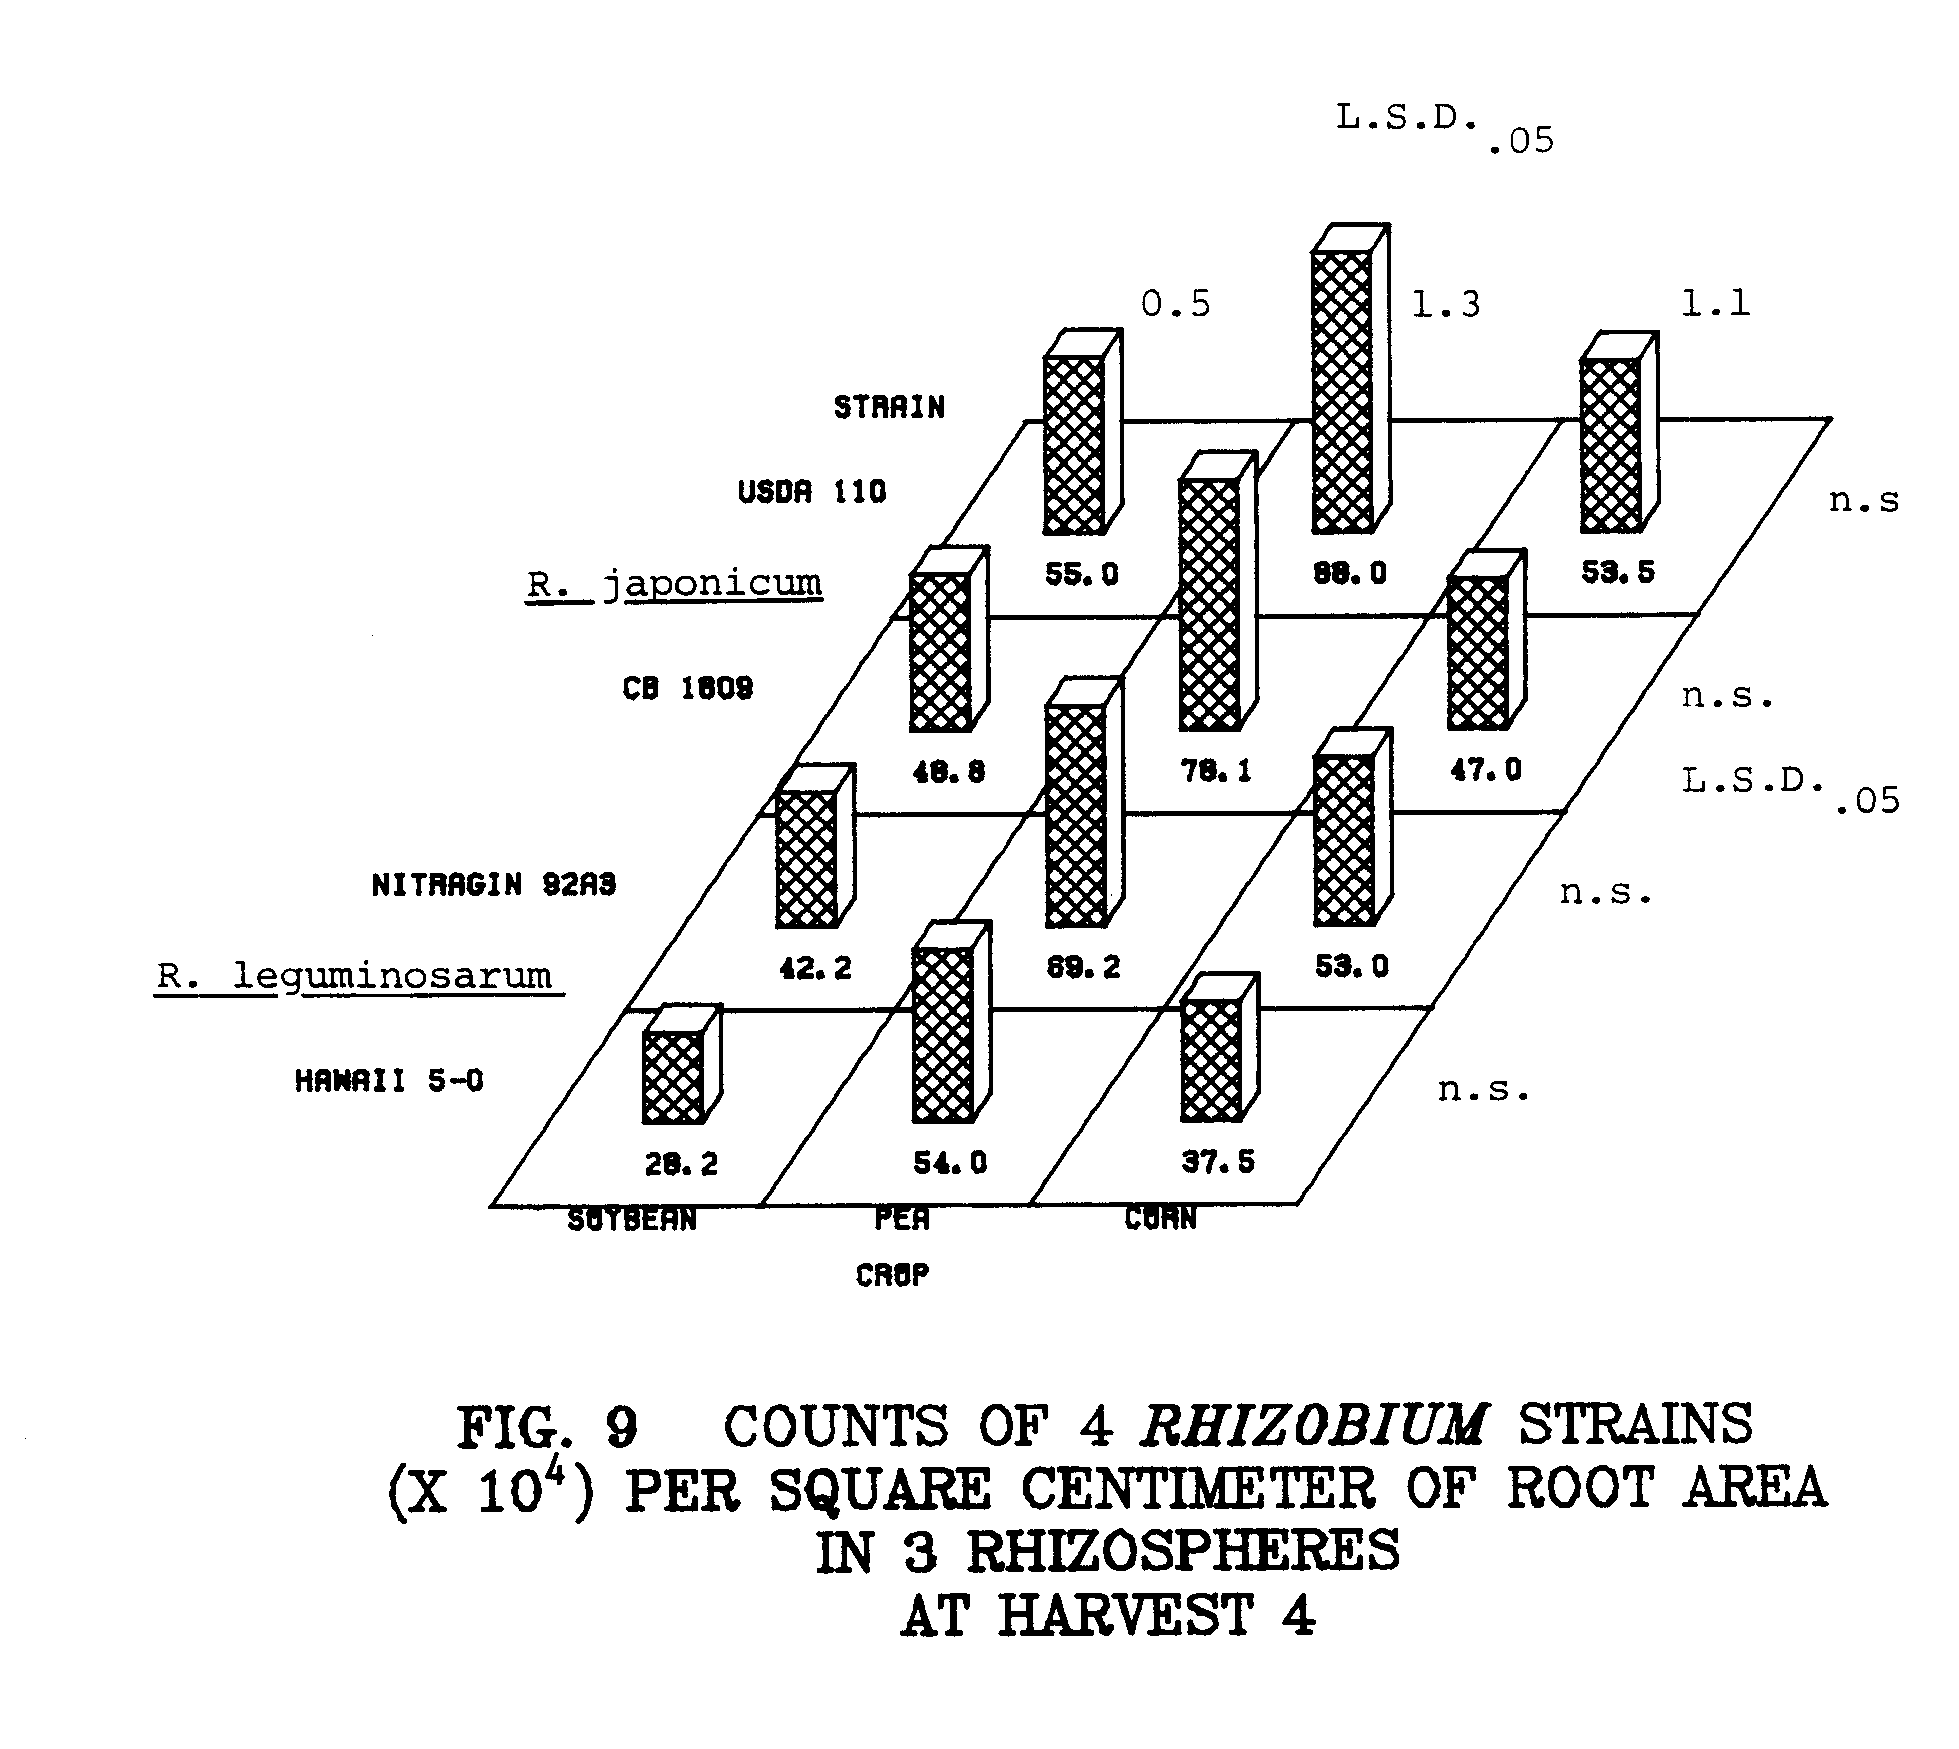 L.S.D. .05
0.5 1.3 1.1
STRAIN
USDA 110
n.s
55.0 88.0 53.5
R. japonicum
CB 1809
n.s.
48.8 78.1 47.0
L.S.D. .05
NITRAGIN 92A3
n.s.
42.2 69.2 53.0
R. leguminosarum
HAWAII 5-0
n.s.
28.2 54.0 37.5
SOYBEAN PEA CORN
CROP
FIG. 9 COUNTS OF 4 RHIZOBIUM STRAINS
(X 10⁴) PER SQUARE CENTIMETER OF ROOT AREA
IN 3 RHIZOSPHERES
AT HARVEST 4